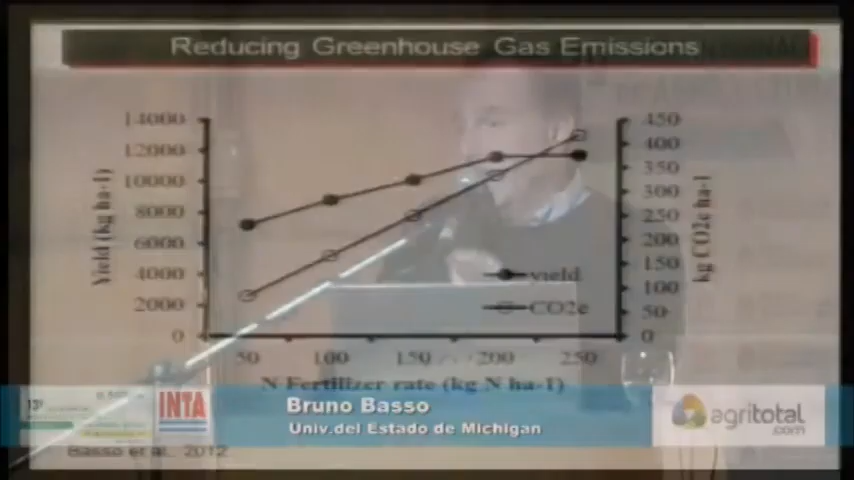 Reducing Greenhouse Gas Emissions
14000
12000
10000
8000
6000
4000
2000
0
Yield (kg ha-1)
450
400
350
300
250
200
150
100
50
0
kg CO2e ha-1
yield
CO2e
50 100 150 200 250
N Fertilizer rate (kg N ha-1)
INTA
Bruno Basso
Univ.del Estado de Michigan
agritotal
.com
Basso et al., 2012